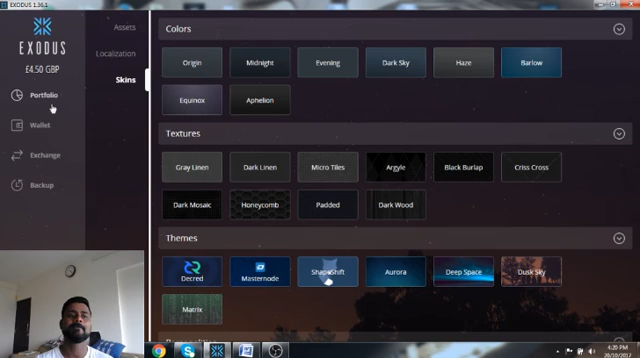 EXODUS 1.36.1
EXODUS
£4.50 GBP
Portfolio
Wallet
Exchange
Backup
Assets
Localization
Skins
Colors
Origin
Midnight
Evening
Dark Sky
Haze
Barlow
Equinox
Aphelion
Textures
Gray Linen
Dark Linen
Micro Tiles
Argyle
Black Burlap
Criss Cross
Dark Mosaic
Honeycomb
Padded
Dark Wood
Themes
Decred
Masternode
ShapeShift
Aurora
Deep Space
Dusk Sky
Matrix
4:20 PM
20/10/2017